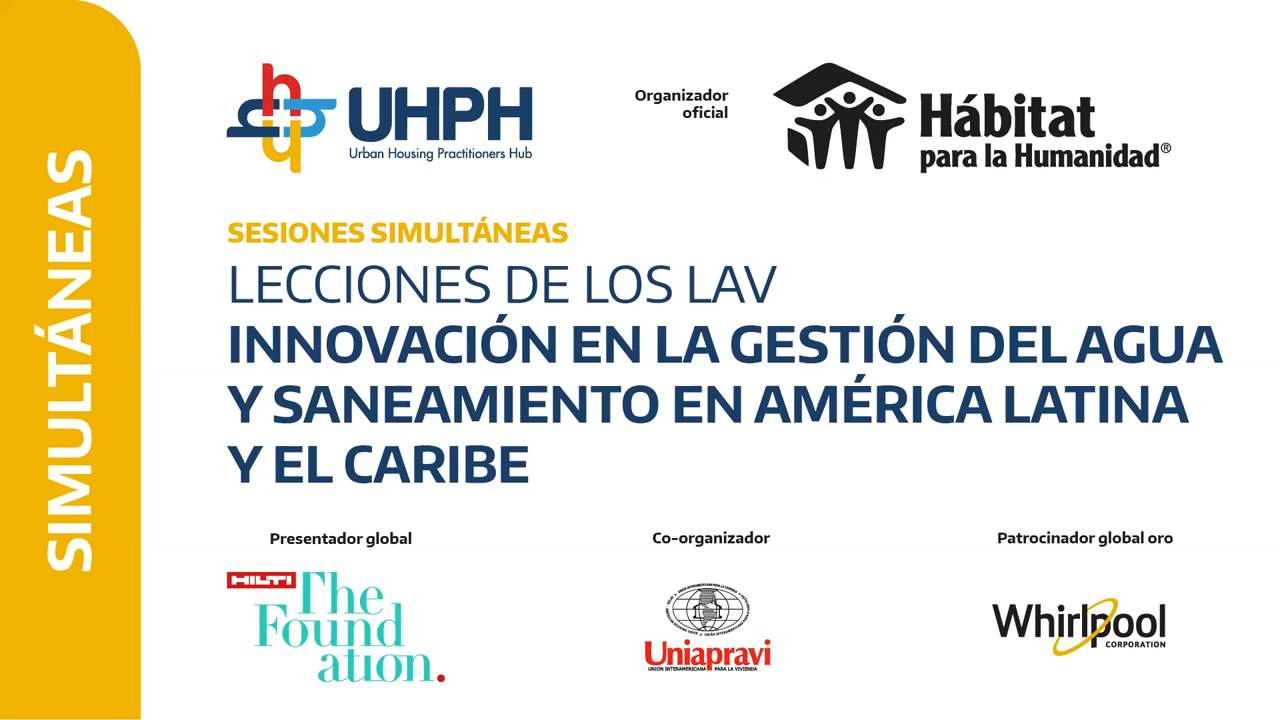 SIMULTÁNEAS
UHPH
Urban Housing Practitioners Hub
Organizador
oficial
Hábitat
para la Humanidad®
SESIONES SIMULTÁNEAS
LECCIONES DE LOS LAV
INNOVACIÓN EN LA GESTIÓN DEL AGUA
Y SANEAMIENTO EN AMÉRICA LATINA
Y EL CARIBE
Presentador global
HILTI
The
Found
ation.
Co-organizador
Uniapravi
UNION INTERAMERICANA PARA LA VIVIENDA
Patrocinador global oro
Whirlpool
CORPORATION